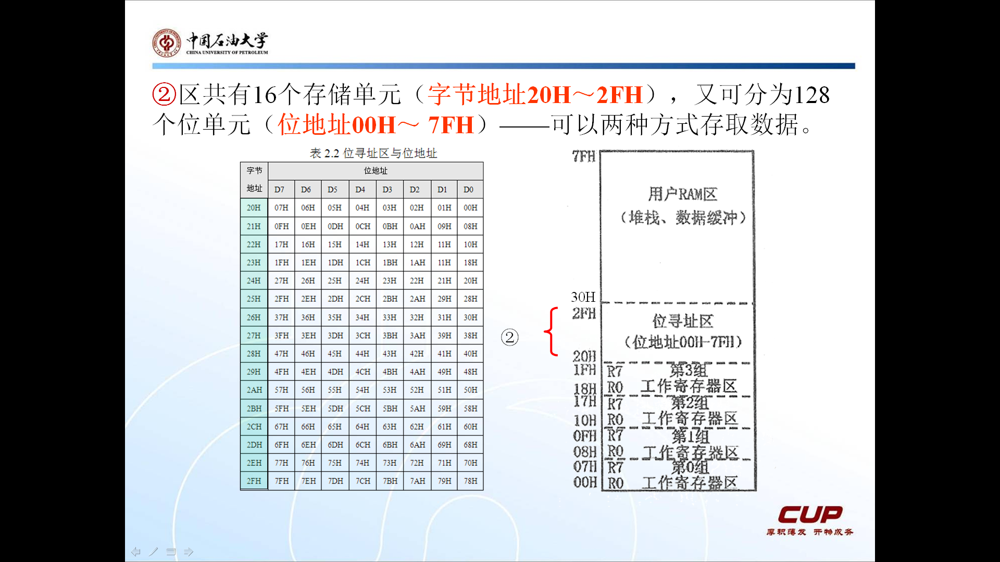 中国石油大学
CHINA UNIVERSITY OF PETROLEUM
②区共有16个存储单元（字节地址20H～2FH），又可分为128
个位单元（位地址00H～ 7FH）——可以两种方式存取数据。
表 2.2 位寻址区与位地址
字节地址 位地址
D7 D6 D5 D4 D3 D2 D1 D0
20H 07H 06H 05H 04H 03H 02H 01H 00H
21H 0FH 0EH 0DH 0CH 0BH 0AH 09H 08H
22H 17H 16H 15H 14H 13H 12H 11H 10H
23H 1FH 1EH 1DH 1CH 1BH 1AH 11H 18H
24H 27H 26H 25H 24H 23H 22H 21H 20H
25H 2FH 2EH 2DH 2CH 2BH 2AH 29H 28H
26H 37H 36H 35H 34H 33H 32H 31H 30H
27H 3FH 3EH 3DH 3CH 3BH 3AH 39H 38H
28H 47H 46H 45H 44H 43H 42H 41H 40H
29H 4FH 4EH 4DH 4CH 4BH 4AH 49H 48H
2AH 57H 56H 55H 54H 53H 52H 51H 50H
2BH 5FH 5EH 5DH 5CH 5BH 5AH 59H 58H
2CH 67H 66H 65H 64H 63H 62H 61H 60H
2DH 6FH 6EH 6DH 6CH 6BH 6AH 69H 68H
2EH 77H 76H 75H 74H 73H 72H 71H 70H
2FH 7FH 7EH 7DH 7CH 7BH 7AH 79H 78H
②
7FH
用户RAM区
（堆栈、数据缓冲）
30H
2FH
位寻址区
（位地址00H-7FH）
20H
1FH R7 第3组
18H R0 工作寄存器区
17H R7 第2组
10H R0 工作寄存器区
0FH R7 第1组
08H R0 工作寄存器区
07H R7 第0组
00H R0 工作寄存器区
CUP
厚积薄发 开物成务